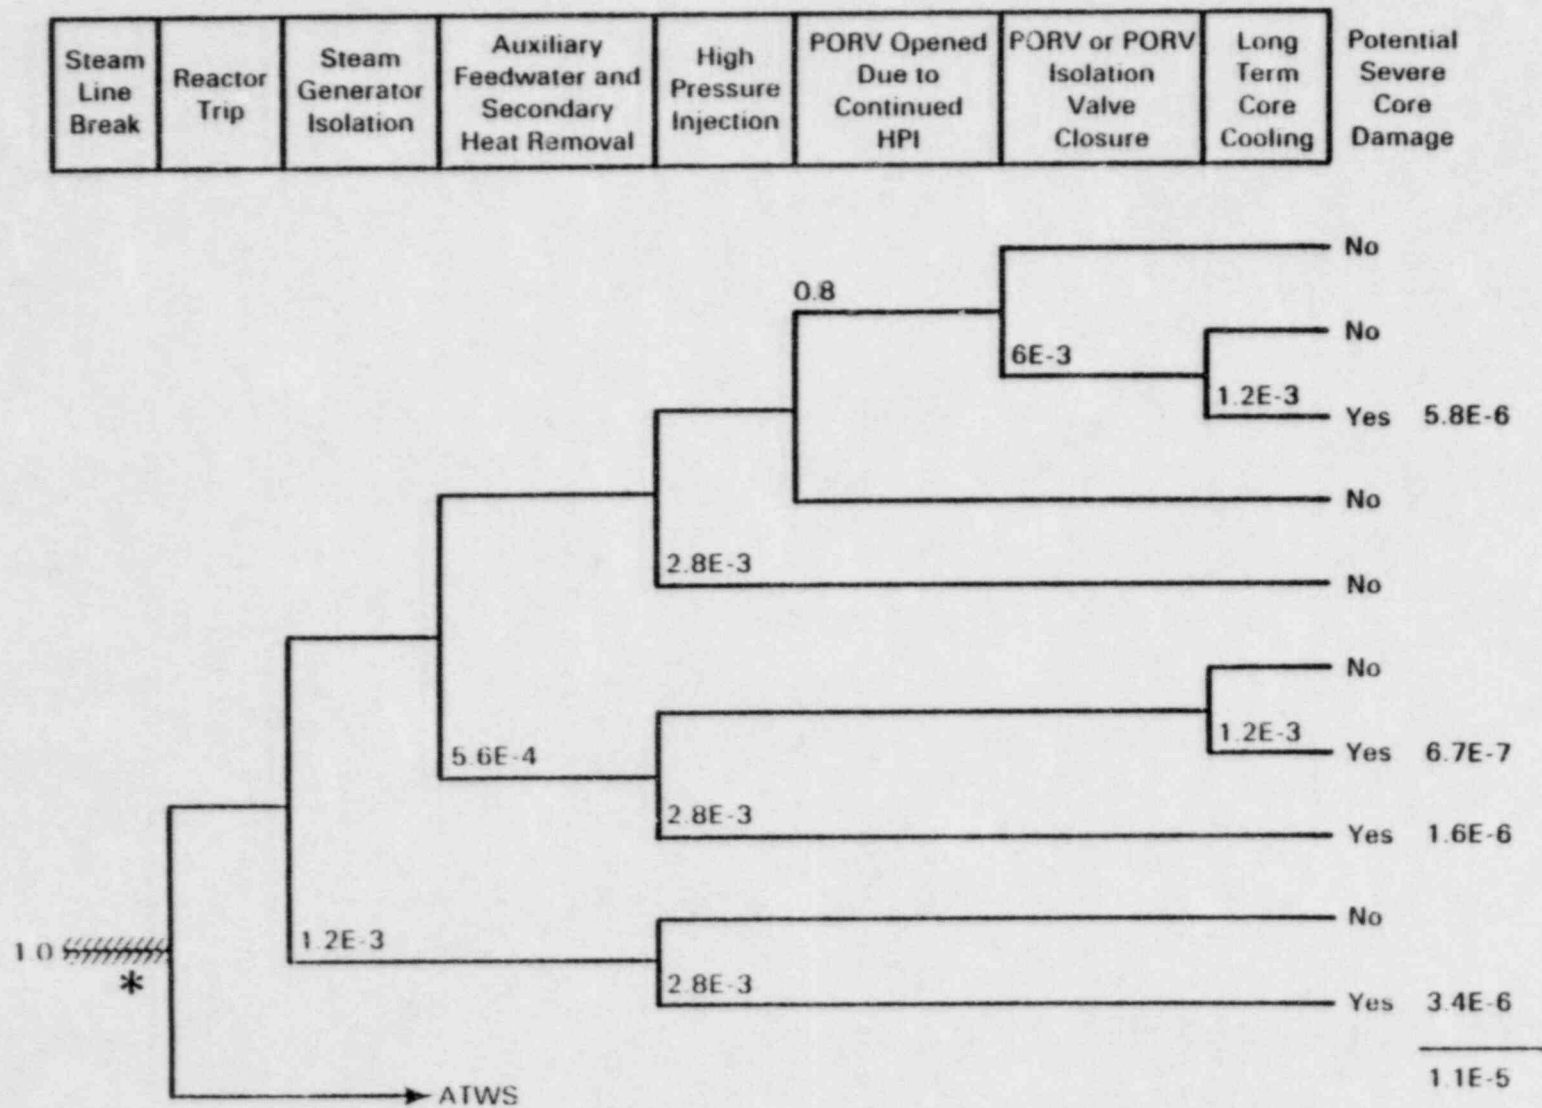 Steam
Line
Break
Reactor
Trip
Steam
Generator
Isolation
Auxiliary
Feedwater and
Secondary
Heat Removal
High
Pressure
Injection
PORV Opened
Due to
Continued
HPI
PORV or PORV
Isolation
Valve
Closure
Long
Term
Core
Cooling
Potential
Severe
Core
Damage
No
0.8
No
6E-3
1.2E-3
Yes 5.8E-6
No
2.8E-3
No
No
1.2E-3
5.6E-4
Yes 6.7E-7
2.8E-3
Yes 1.6E-6
No
1.0
*
1.2E-3
2.8E-3
Yes 3.4E-6
1.1E-5
ATWS